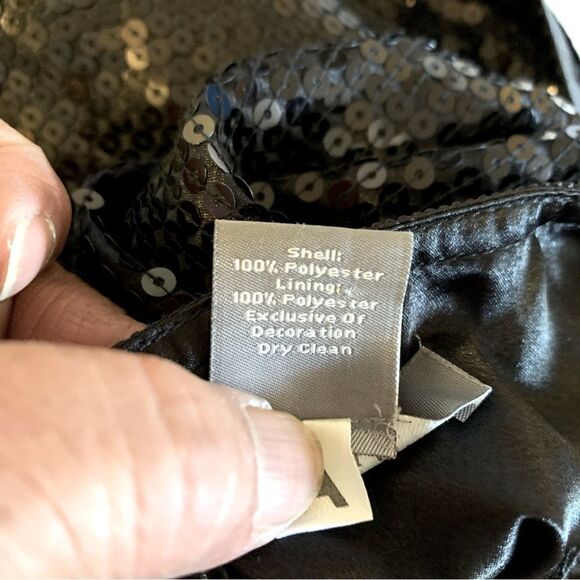 Shell:
100% Polyester
Lining:
100% Polyester
Exclusive Of
Decoration
Dry Clean
A